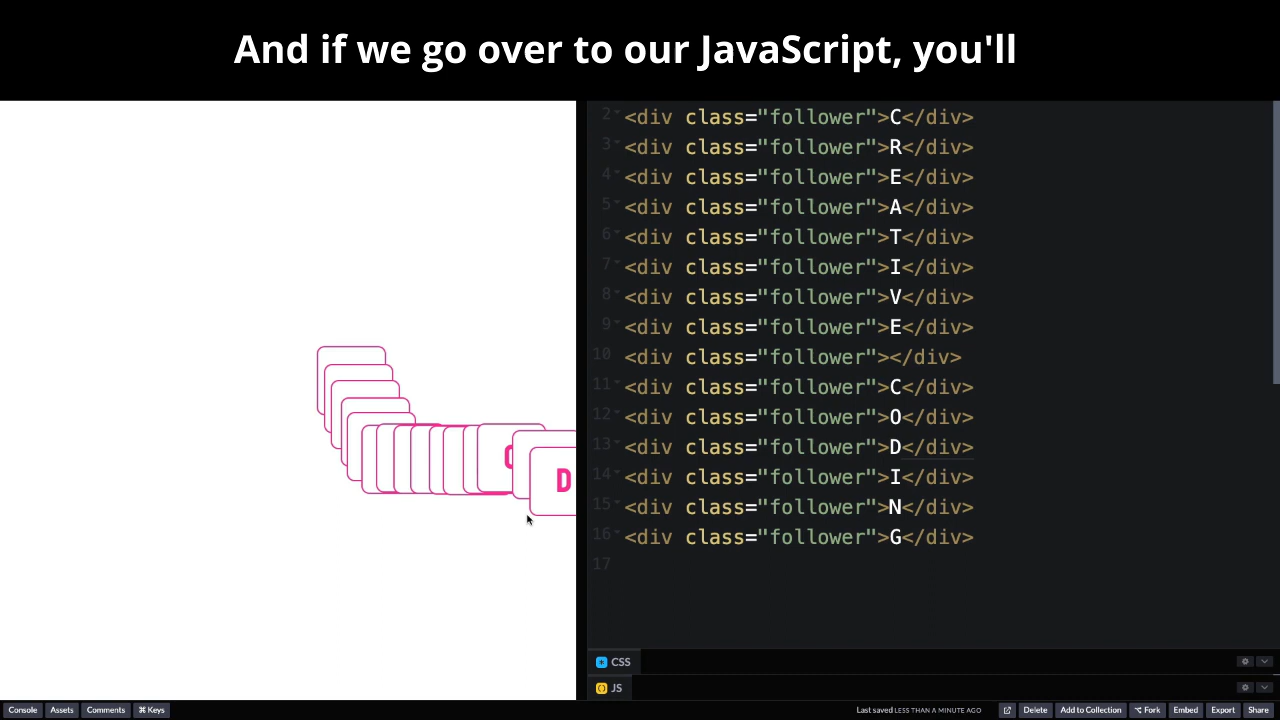 And if we go over to our JavaScript, you'll
D
2 <div class="follower">C</div>
3 <div class="follower">R</div>
4 <div class="follower">E</div>
5 <div class="follower">A</div>
6 <div class="follower">T</div>
7 <div class="follower">I</div>
8 <div class="follower">V</div>
9 <div class="follower">E</div>
10 <div class="follower"></div>
11 <div class="follower">C</div>
12 <div class="follower">O</div>
13 <div class="follower">D</div>
14 <div class="follower">I</div>
15 <div class="follower">N</div>
16 <div class="follower">G</div>
17
CSS
JS
Console Assets Comments ⌘ Keys Last saved LESS THAN A MINUTE AGO Delete Add to Collection Fork Embed Export Share